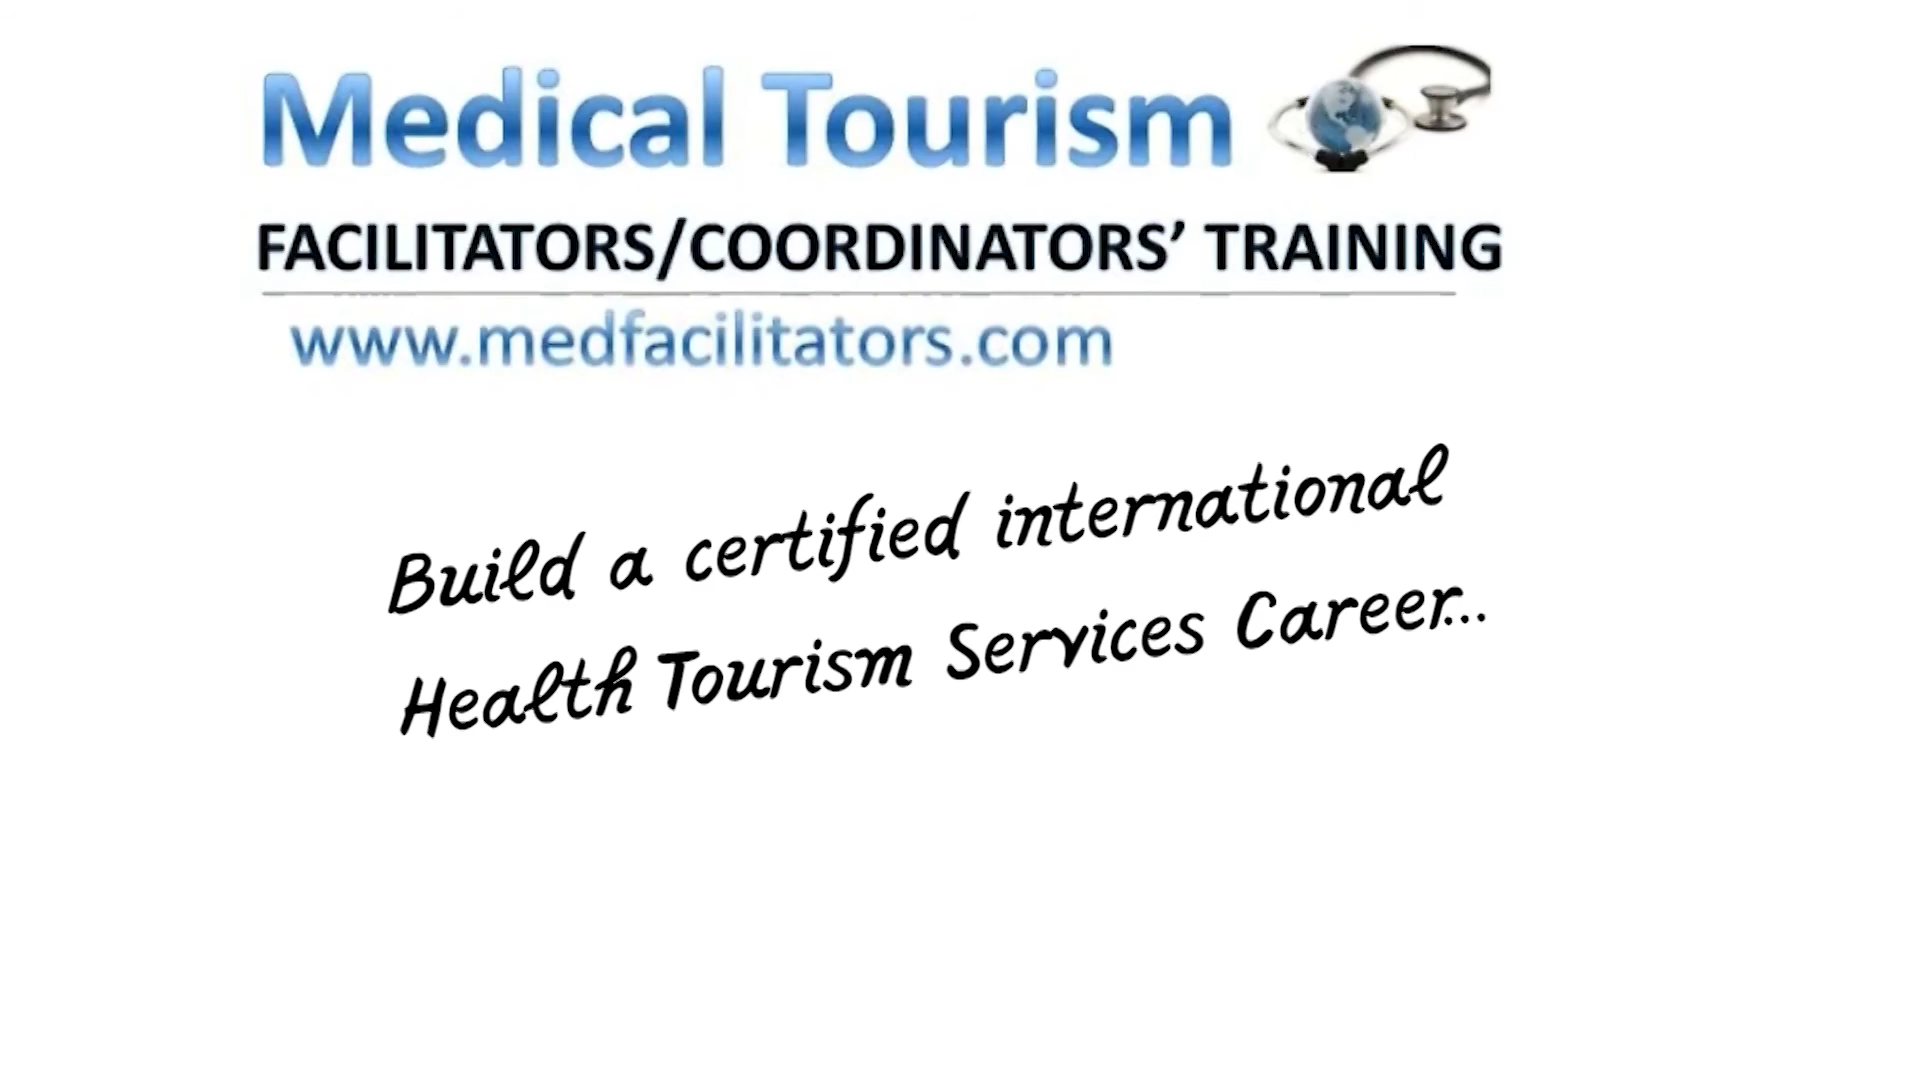 Medical Tourism
FACILITATORS/COORDINATORS’ TRAINING
www.medfacilitators.com
Build a certified international
Health Tourism Services Career...